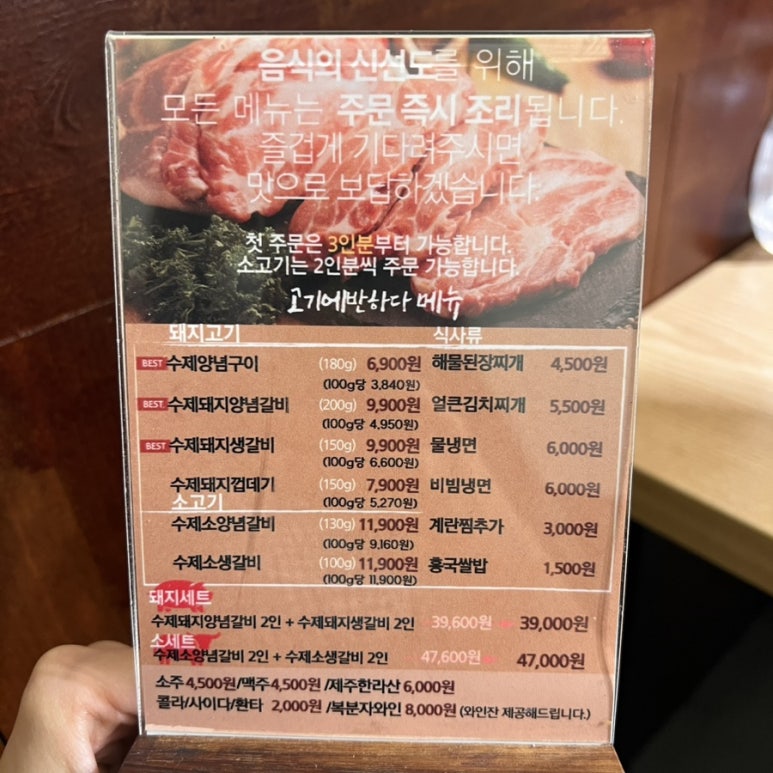 음식의 신선도를 위해
모든 메뉴는 주문 즉시 조리됩니다.
즐겁게 기다려주시면
맛으로 보답하겠습니다.
첫 주문은 3인분부터 가능합니다.
소고기는 2인분씩 주문 가능합니다.
고기에반하다 메뉴
돼지고기
BEST 수제양념구이 (180g) 6,900원
(100g당 3,840원)
BEST 수제돼지양념갈비 (200g) 9,900원
(100g당 4,950원)
BEST 수제돼지생갈비 (150g) 9,900원
(100g당 6,600원)
수제돼지껍데기 (150g) 7,900원
(100g당 5,270원)
소고기
수제소양념갈비 (130g) 11,900원
(100g당 9,160원)
수제소생갈비 (100g) 11,900원
(100g당 11,900원)
식사류
해물된장찌개 4,500원
얼큰김치찌개 5,500원
물냉면 6,000원
비빔냉면 6,000원
계란찜추가 3,000원
흥국쌀밥 1,500원
돼지세트
수제돼지양념갈비 2인 + 수제돼지생갈비 2인 39,600원 39,000원
소세트
수제소양념갈비 2인 + 수제소생갈비 2인 47,600원 47,000원
소주 4,500원/맥주 4,500원 /제주한라산 6,000원
콜라/사이다/환타 2,000원 /복분자와인 8,000원 (와인잔 제공해드립니다.)